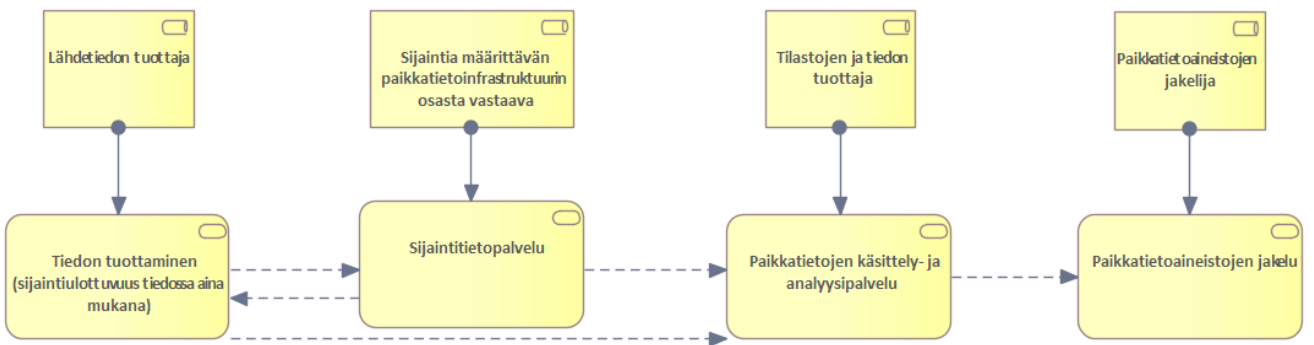 Lähdetiedon tuottaja
Sijaintia määrittävän
paikkatietoinfrastruktuurin
osasta vastaava
Tilastojen ja tiedon
tuottaja
Paikkatietoaineistojen
jakelija
Tiedon tuottaminen
(sijaintiulottuvuus tiedossa aina
mukana)
Sijaintitietopalvelu
Paikkatietojen käsittely- ja
analyysipalvelu
Paikkatietoaineistojen jakelu